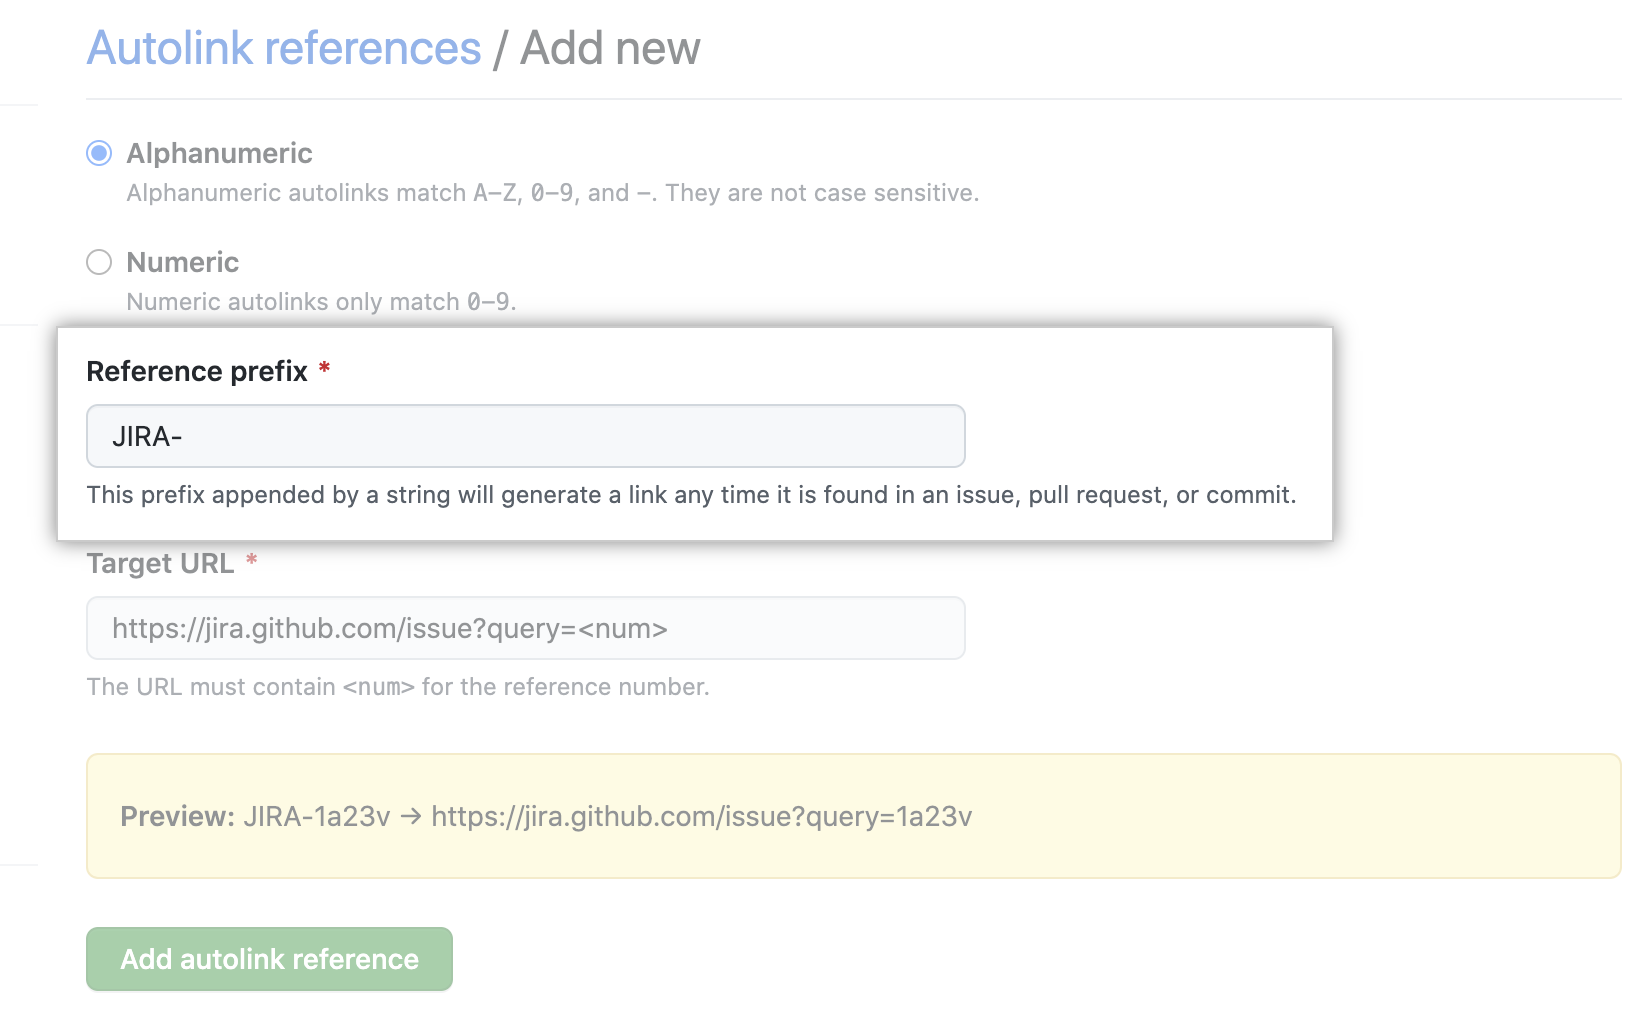 Autolink references / Add new
Alphanumeric
Alphanumeric autolinks match A–Z, 0–9, and –. They are not case sensitive.
Numeric
Numeric autolinks only match 0–9.
Reference prefix *
JIRA-
This prefix appended by a string will generate a link any time it is found in an issue, pull request, or commit.
Target URL *
https://jira.github.com/issue?query=<num>
The URL must contain <num> for the reference number.
Preview: JIRA-1a23v → https://jira.github.com/issue?query=1a23v
Add autolink reference